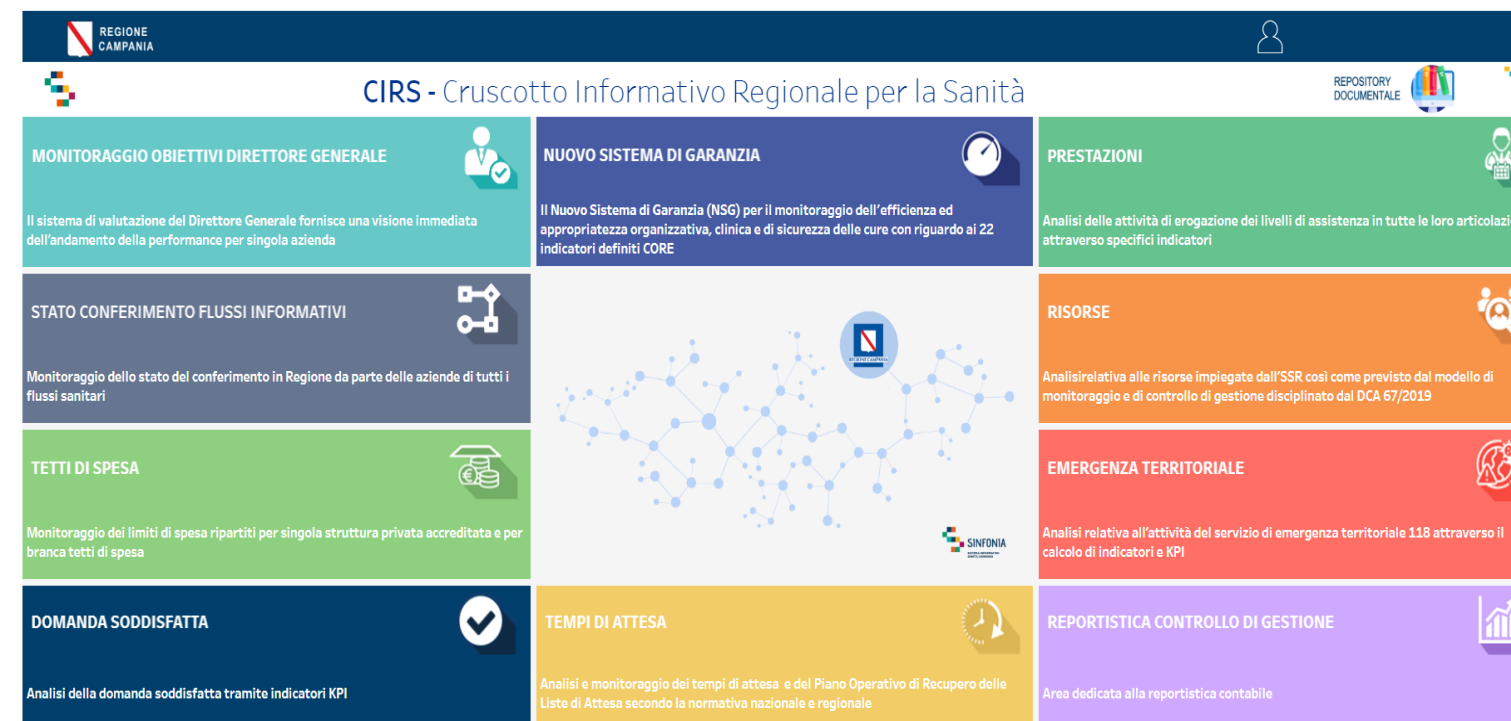 REGIONE
CAMPANIA
CIRS - Cruscotto Informativo Regionale per la Sanità
REPOSITORY
DOCUMENTALE
MONITORAGGIO OBIETTIVI DIRETTORE GENERALE
Il sistema di valutazione del Direttore Generale fornisce una visione immediata
dell'andamento della performance per singola azienda
NUOVO SISTEMA DI GARANZIA
Il Nuovo Sistema di Garanzia (NSG) per il monitoraggio dell'efficienza ed
appropriatezza organizzativa, clinica e di sicurezza delle cure con riguardo ai 22
indicatori definiti CORE
PRESTAZIONI
Analisi delle attività di erogazione dei livelli di assistenza in tutte le loro articolazi
attraverso specifici indicatori
STATO CONFERIMENTO FLUSSI INFORMATIVI
Monitoraggio dello stato del conferimento in Regione da parte delle aziende di tutti i
flussi sanitari
REGIONE CAMPANIA
RISORSE
Analisirelativa alle risorse impiegate dall'SSR così come previsto dal modello di
monitoraggio e di controllo di gestione disciplinato dal DCA 67/2019
TETTI DI SPESA
Monitoraggio dei limiti di spesa ripartiti per singola struttura privata accreditata e per
branca tetti di spesa
SINFONIA
EMERGENZA TERRITORIALE
Analisi relativa all'attività del servizio di emergenza territoriale 118 attraverso il
calcolo di indicatori e KPI
DOMANDA SODDISFATTA
Analisi della domanda soddisfatta tramite indicatori KPI
TEMPI DI ATTESA
Analisi e monitoraggio dei tempi di attesa e del Piano Operativo di Recupero delle
Liste di Attesa secondo la normativa nazionale e regionale
REPORTISTICA CONTROLLO DI GESTIONE
Area dedicata alla reportistica contabile